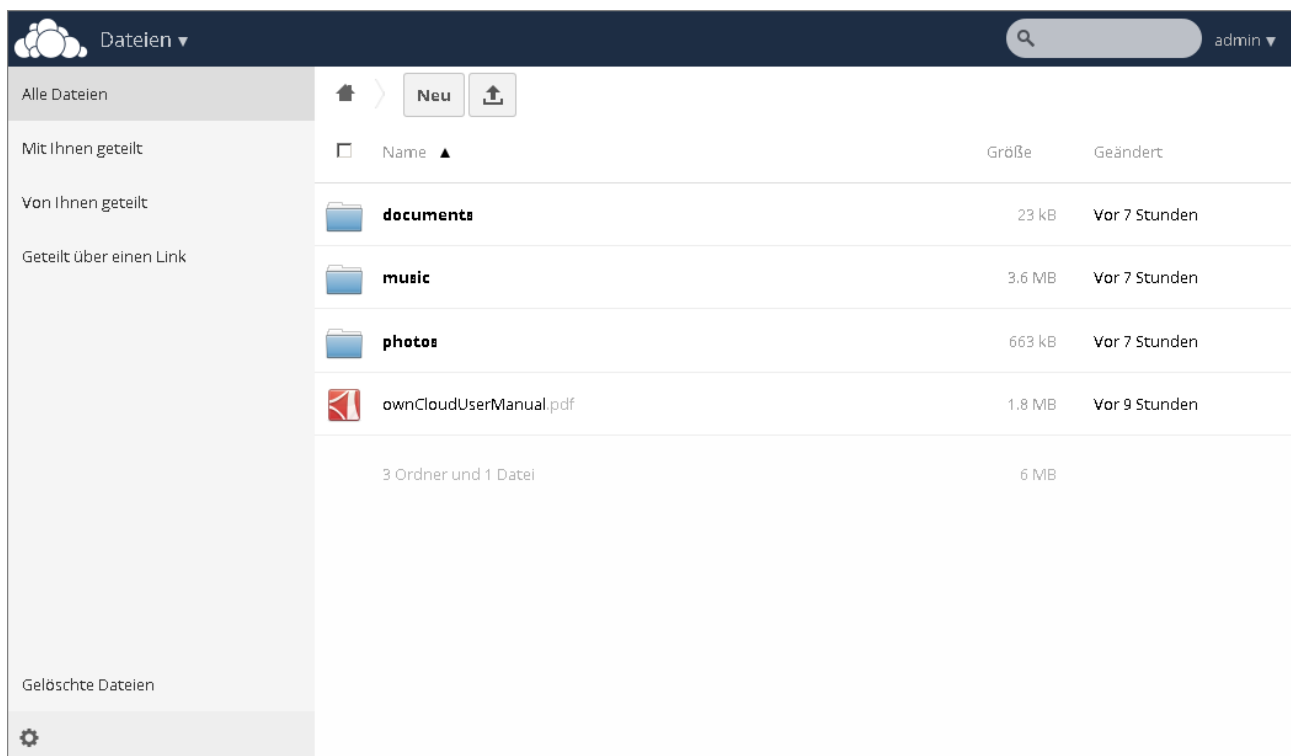 Dateien ▾ admin ▾
Alle Dateien
Mit Ihnen geteilt
Von Ihnen geteilt
Geteilt über einen Link
Gelöschte Dateien
Neu
Name ▲ Größe Geändert
documents 23 kB Vor 7 Stunden
music 3.6 MB Vor 7 Stunden
photos 663 kB Vor 7 Stunden
ownCloudUserManual.pdf 1.8 MB Vor 9 Stunden
3 Ordner und 1 Datei 6 MB